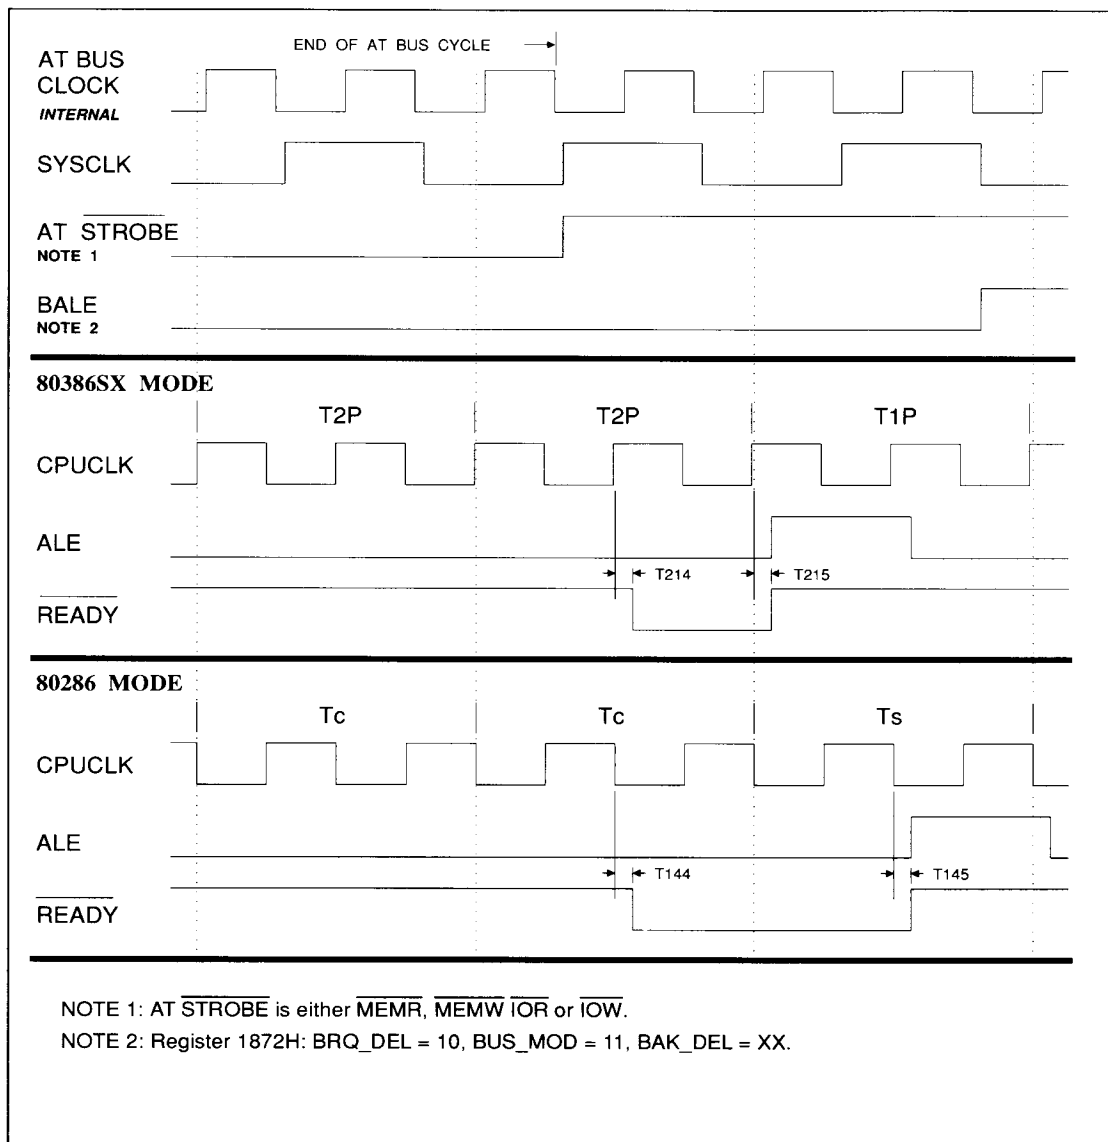 END OF AT BUS CYCLE
AT BUS
CLOCK
INTERNAL
SYSCLK
AT STROBE
NOTE 1
BALE
NOTE 2
80386SX MODE
T2P T2P T1P
CPUCLK
ALE
T214 T215
READY
80286 MODE
Tc Tc Ts
CPUCLK
ALE
T144 T145
READY
NOTE 1: AT STROBE is either MEMR, MEMW IOR or IOW.
NOTE 2: Register 1872H: BRQ_DEL = 10, BUS_MOD = 11, BAK_DEL = XX.